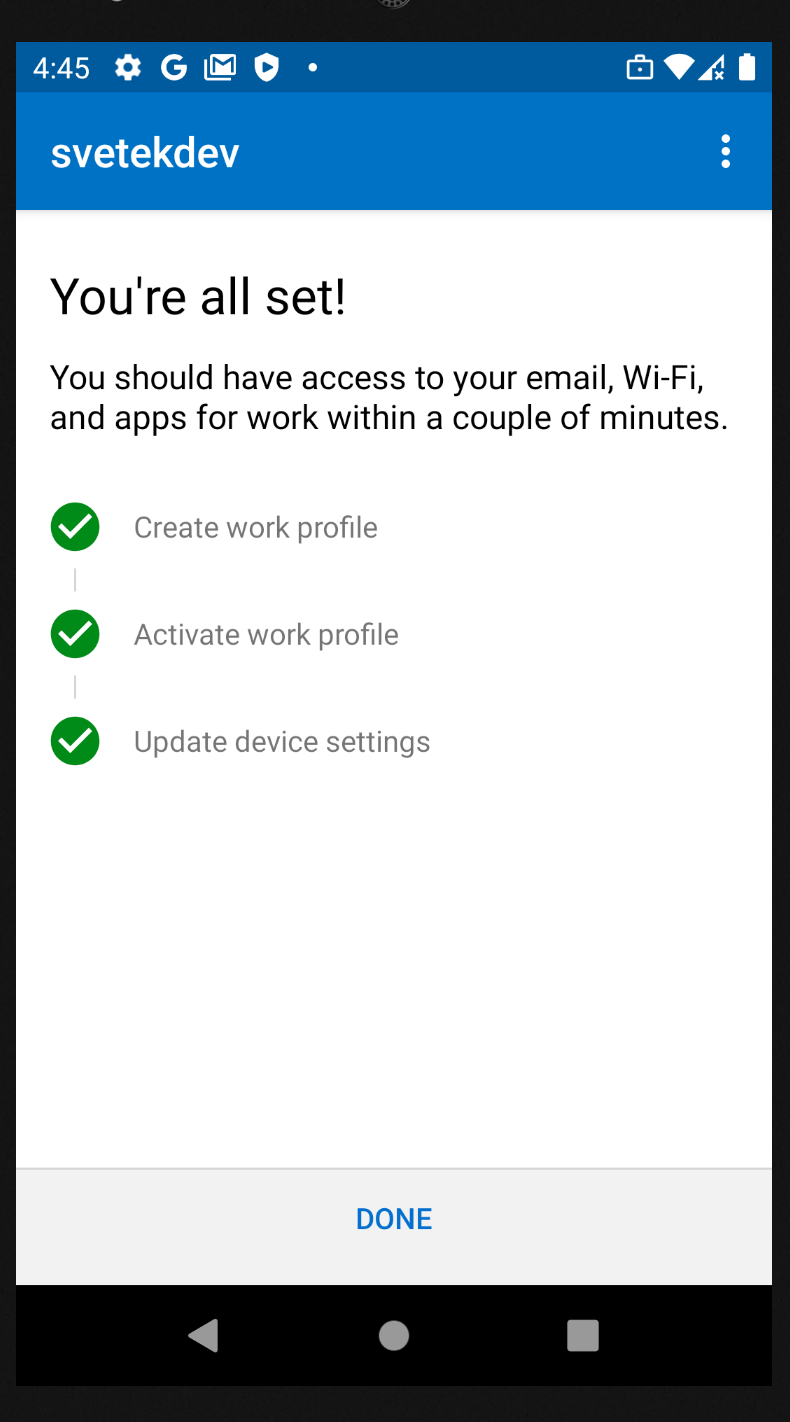 4:45
svetekdev
You're all set!
You should have access to your email, Wi-Fi,
and apps for work within a couple of minutes.
Create work profile
Activate work profile
Update device settings
DONE